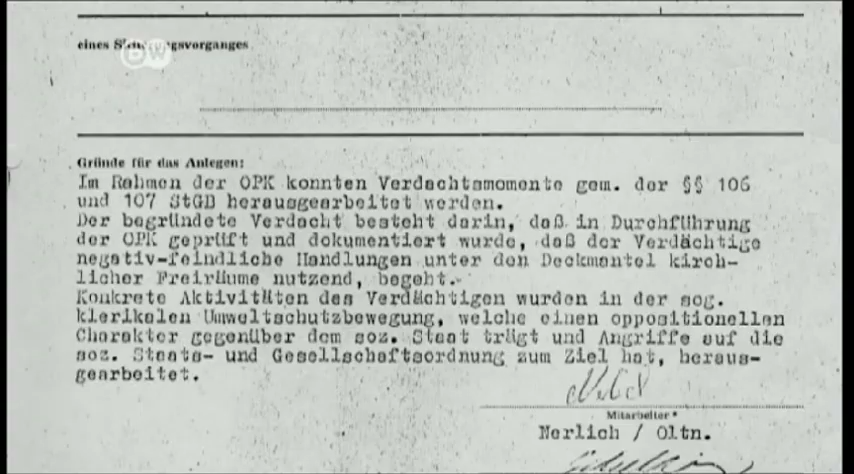 DW
eines
Gründe für das Anlegen:
Im Rahmen der OPK konnten Verdachtsmomente gem. der §§ 106
und 107 StGB herausgearbeitet werden.
Der begründete Verdacht besteht darin, daß in Durchführung
der OPK geprüft und dokumentiert wurde, daß der Verdächtige
negativ-feindliche Handlungen unter den Deckmantel kirch-
licher Freiräume nutzend, begeht.
Konkrete Aktivitäten des Verdächtigen wurden in der sog.
klerikalen Umweltschutzbewegung, welche einen oppositionellen
Charakter gegenüber dem soz. Staat trägt und Angriffe auf die
soz. Staats- und Gesellschaftsordnung zum Ziel hat, heraus-
gearbeitet.
Mitarbeiter*
Nerlich / Oltn.